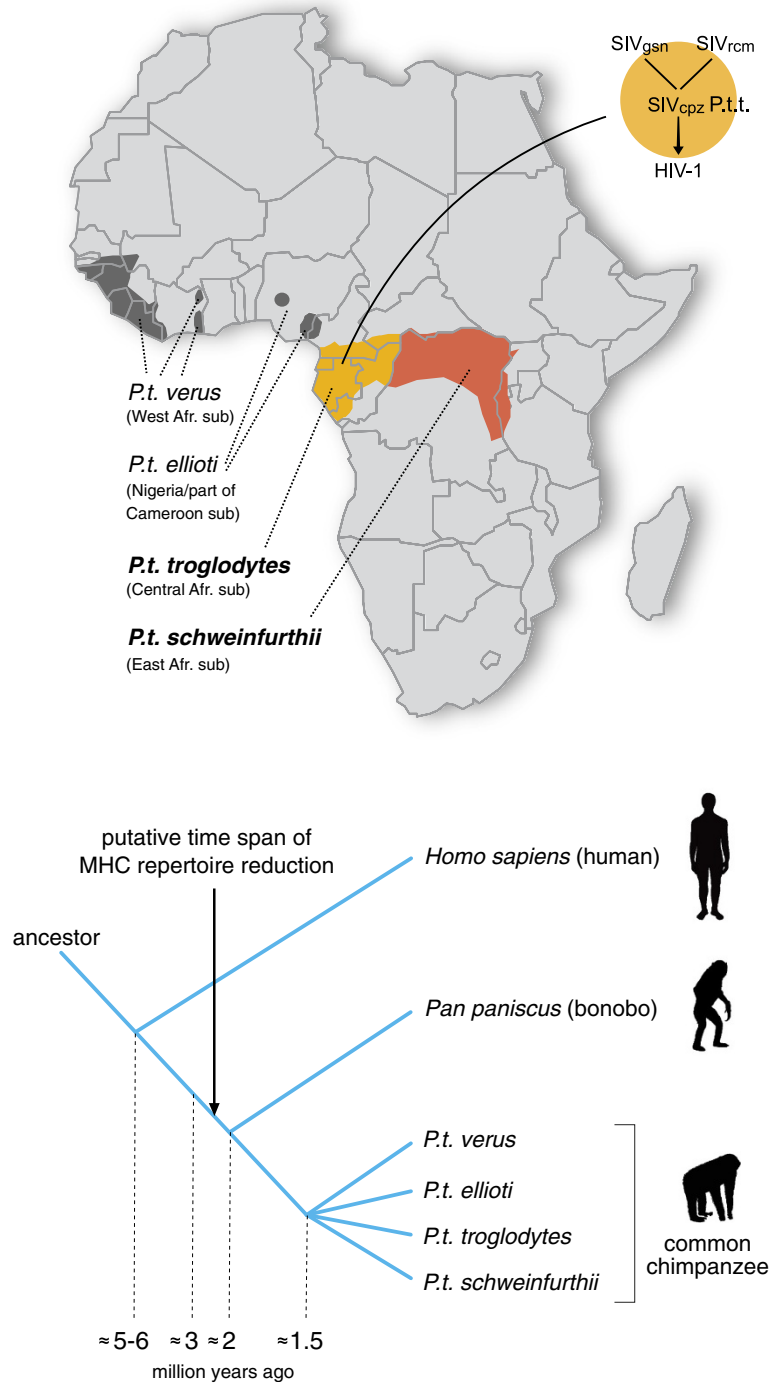 SIVgsn SIVrcm
SIVcpz P.t.t.
HIV-1
P.t. verus
(West Afr. sub)
P.t. ellioti
(Nigeria/part of
Cameroon sub)
P.t. troglodytes
(Central Afr. sub)
P.t. schweinfurthii
(East Afr. sub)
putative time span of
MHC repertoire reduction
ancestor
Homo sapiens (human)
Pan paniscus (bonobo)
P.t. verus
P.t. ellioti
P.t. troglodytes
P.t. schweinfurthii
common
chimpanzee
≈5-6 ≈3 ≈2 ≈1.5
million years ago